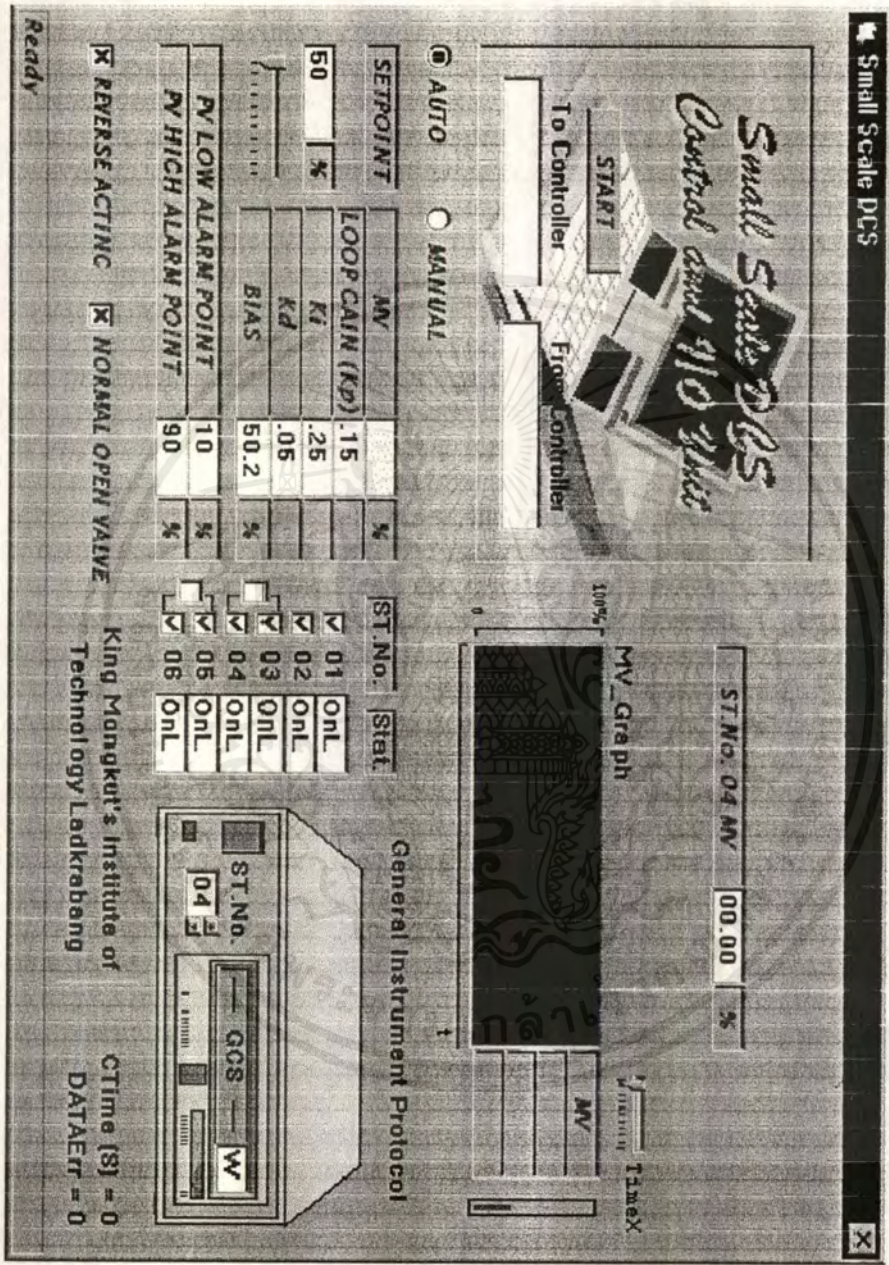 Small Scale DCS
Small Scale DCS
Control and I/O Unit
START
To Controller
From Controller
AUTO
MANUAL
SETPOINT
50 %
MV %
LOOP GAIN (Kp) .15
Ki .25
Kd .05
BIAS 50.2 %
PV LOW ALARM POINT 10 %
PV HIGH ALARM POINT 90 %
REVERSE ACTING
NORMAL OPEN VALVE
Ready
ST.No. 04 MV 00.00 %
MV_Graph
100%
0
t
TimeX
MV
ST.No. Stat.
01 OnL
02 OnL
03 OnL
04 OnL
05 OnL
06 OnL
General Instrument Protocol
ST.No.
04
GCS
W
King Mongkut's Institute of
Technology Ladkrabang
CTime (S) = 0
DATAErr = 0